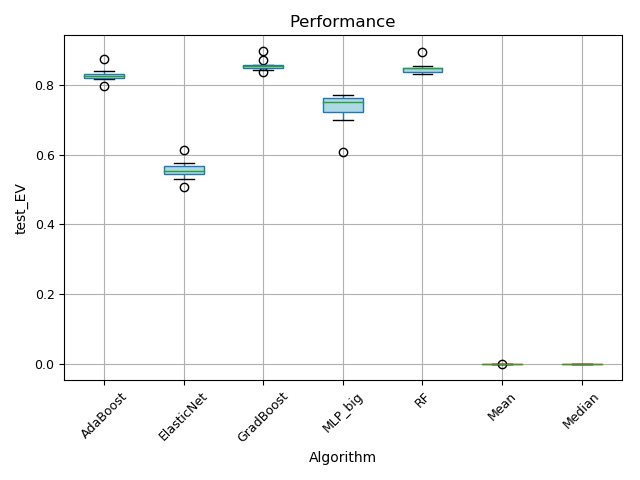 Performance
test_EV
0.8
0.6
0.4
0.2
0.0
AdaBoost
ElasticNet
GradBoost
MLP_big
RF
Mean
Median
Algorithm